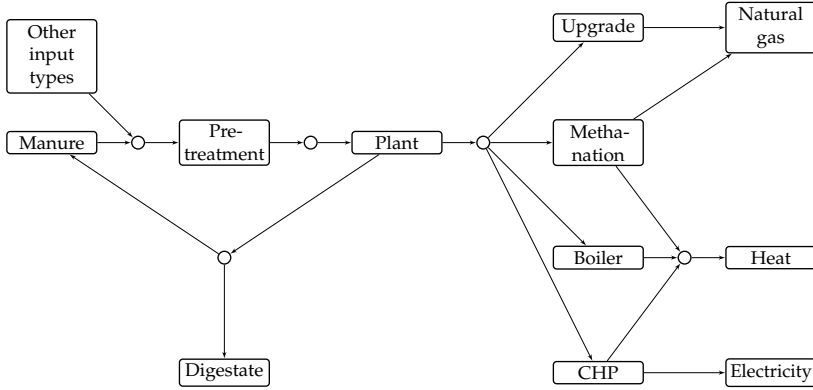 Other
input
types
Manure
Pre-
treatment
Plant
Upgrade
Natural
gas
Metha-
nation
Boiler
Heat
Digestate
CHP
Electricity